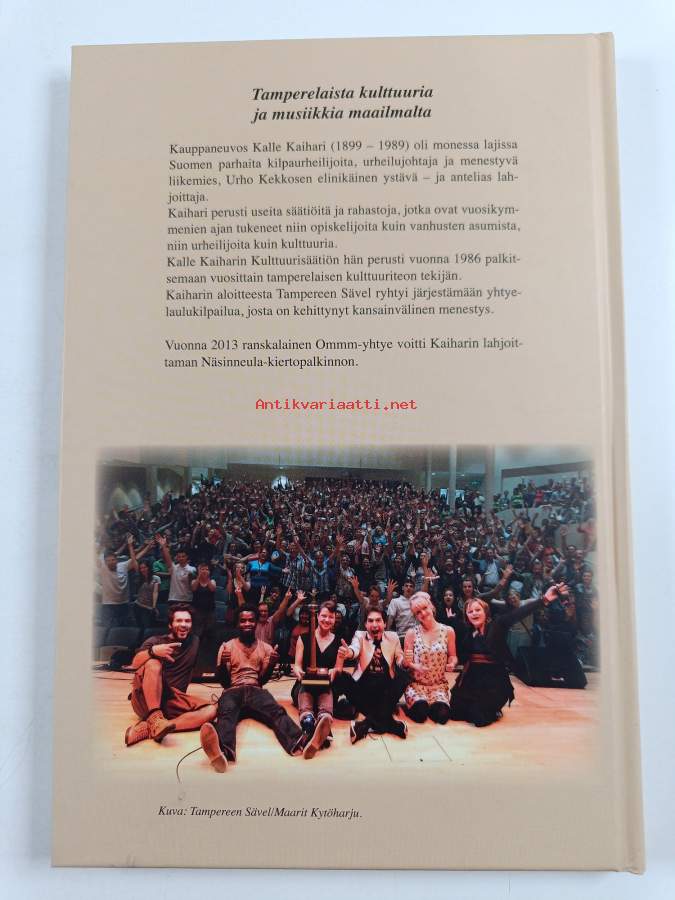 Tamperelaista kulttuuria
ja musiikkia maailmalta
Kauppaneuvos Kalle Kaihari (1899 – 1989) oli monessa lajissa
Suomen parhaita kilpaurheilijoita, urheilujohtaja ja menestyvä
liikemies, Urho Kekkosen elinikäinen ystävä – ja antelias lah-
joittaja.
Kaihari perusti useita säätiöitä ja rahastoja, jotka ovat vuosikym-
menien ajan tukeneet niin opiskelijoita kuin vanhusten asumista,
niin urheilijoita kuin kulttuuria.
Kalle Kaiharin Kulttuurisäätiön hän perusti vuonna 1986 palkit-
semaan vuosittain tamperelaisen kulttuuriteon tekijän.
Kaiharin aloitteesta Tampereen Sävel ryhtyi järjestämään yhtye-
laulukilpailua, josta on kehittynyt kansainvälinen menestys.
Vuonna 2013 ranskalainen Ommm-yhtye voitti Kaiharin lahjoit-
taman Näsinneula-kiertopalkinnon.
Antikvariaatti.net
Kuva: Tampereen Sävel/Maarit Kytöharju.